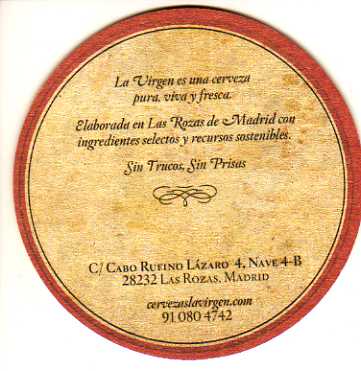 La Virgen es una cerveza
pura, viva y fresca.
Elaborada en Las Rozas de Madrid con
ingredientes selectos y recursos sostenibles.
Sin Trucos, Sin Prisas
C/ Cabo Rufino Lázaro 4, Nave 4-B
28232 Las Rozas, Madrid
cervezaslavirgen.com
91 080 4742